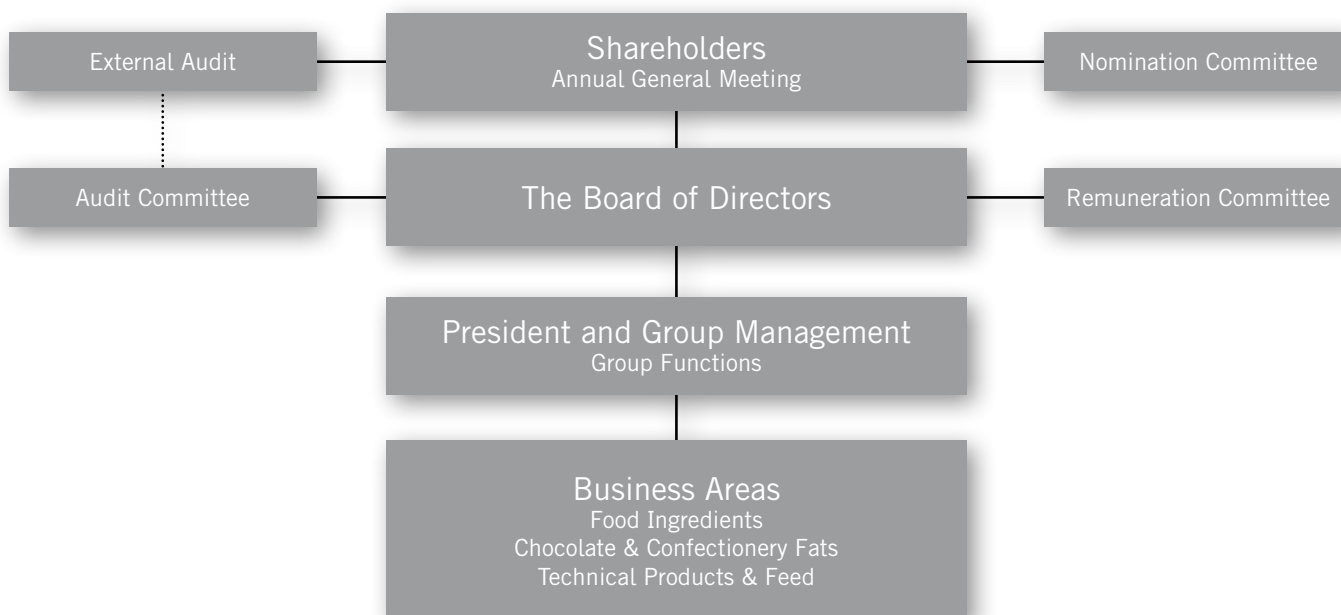 External Audit
Shareholders
Annual General Meeting
Nomination Committee
Audit Committee
The Board of Directors
Remuneration Committee
President and Group Management
Group Functions
Business Areas
Food Ingredients
Chocolate & Confectionery Fats
Technical Products & Feed